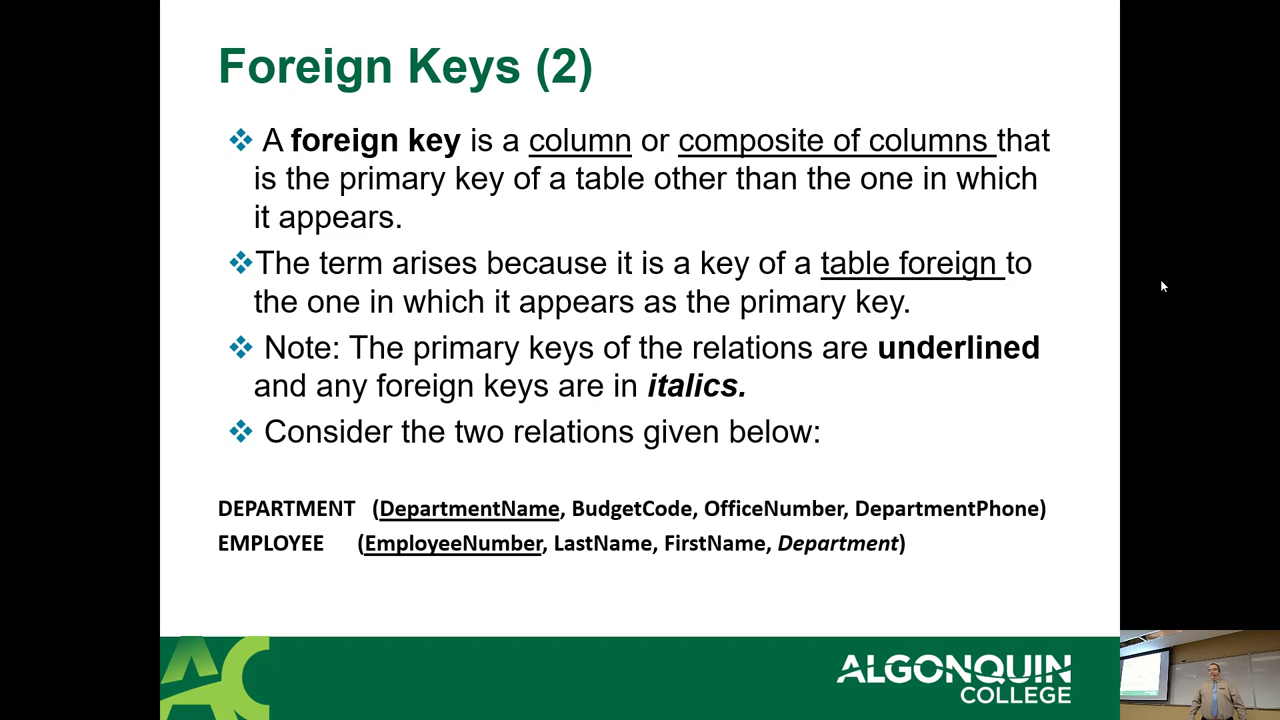 Foreign Keys (2)
A foreign key is a column or composite of columns that
is the primary key of a table other than the one in which
it appears.
The term arises because it is a key of a table foreign to
the one in which it appears as the primary key.
Note: The primary keys of the relations are underlined
and any foreign keys are in italics.
Consider the two relations given below:
DEPARTMENT (DepartmentName, BudgetCode, OfficeNumber, DepartmentPhone)
EMPLOYEE (EmployeeNumber, LastName, FirstName, Department)
AC
ALGONQUIN
COLLEGE